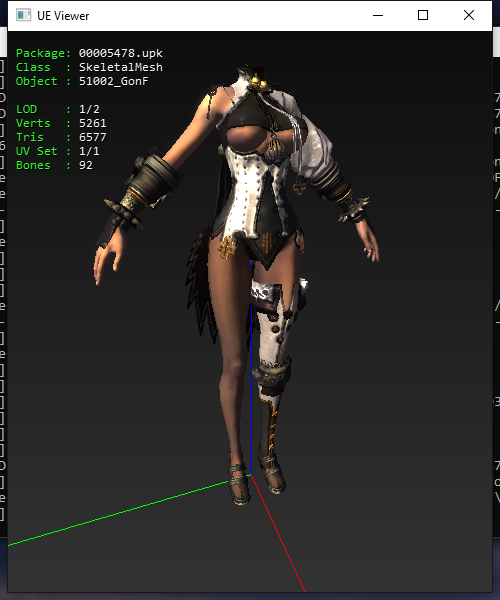 UE Viewer
Package: 00005478.upk
Class : SkeletalMesh
Object : 51002_GonF
LOD : 1/2
Verts : 5261
Tris : 6577
UV Set : 1/1
Bones : 92